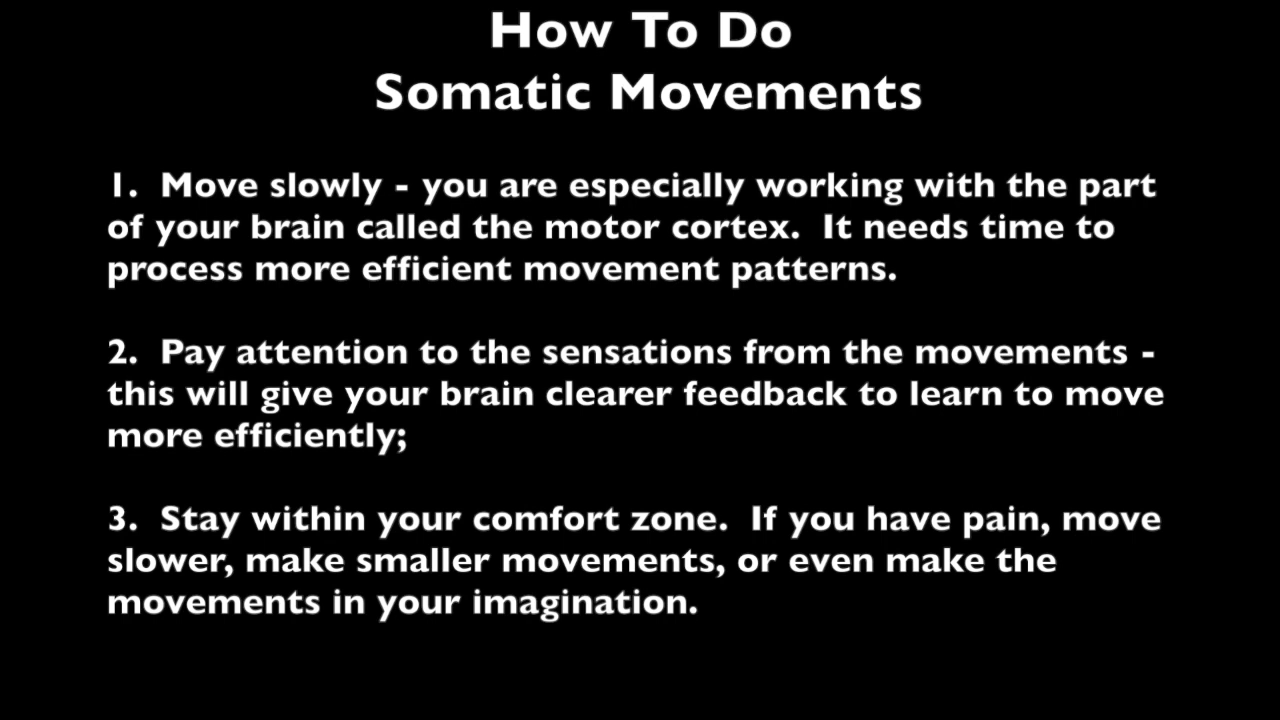 How To Do
Somatic Movements
1. Move slowly - you are especially working with the part
of your brain called the motor cortex. It needs time to
process more efficient movement patterns.
2. Pay attention to the sensations from the movements -
this will give your brain clearer feedback to learn to move
more efficiently;
3. Stay within your comfort zone. If you have pain, move
slower, make smaller movements, or even make the
movements in your imagination.